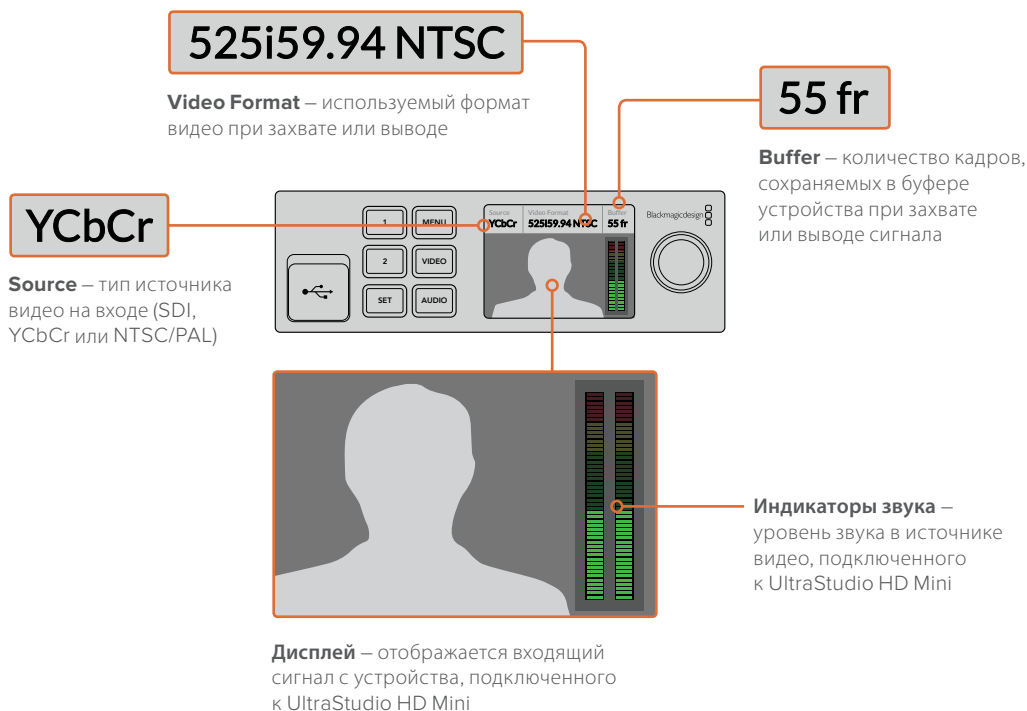 525i59.94 NTSC
Video Format – используемый формат
видео при захвате или выводе
55 fr
Buffer – количество кадров,
сохраняемых в буфере
устройства при захвате
или выводе сигнала
YCbCr
Source – тип источника
видео на входе (SDI,
YCbCr или NTSC/PAL)
1
MENU
2
VIDEO
SET
AUDIO
Source
Video Format
Buffer
YCbCr
525I59.94 NTSC
55 fr
Blackmagicdesign
Индикаторы звука –
уровень звука в источнике
видео, подключенного
к UltraStudio HD Mini
Дисплей – отображается входящий
сигнал с устройства, подключенного
к UltraStudio HD Mini